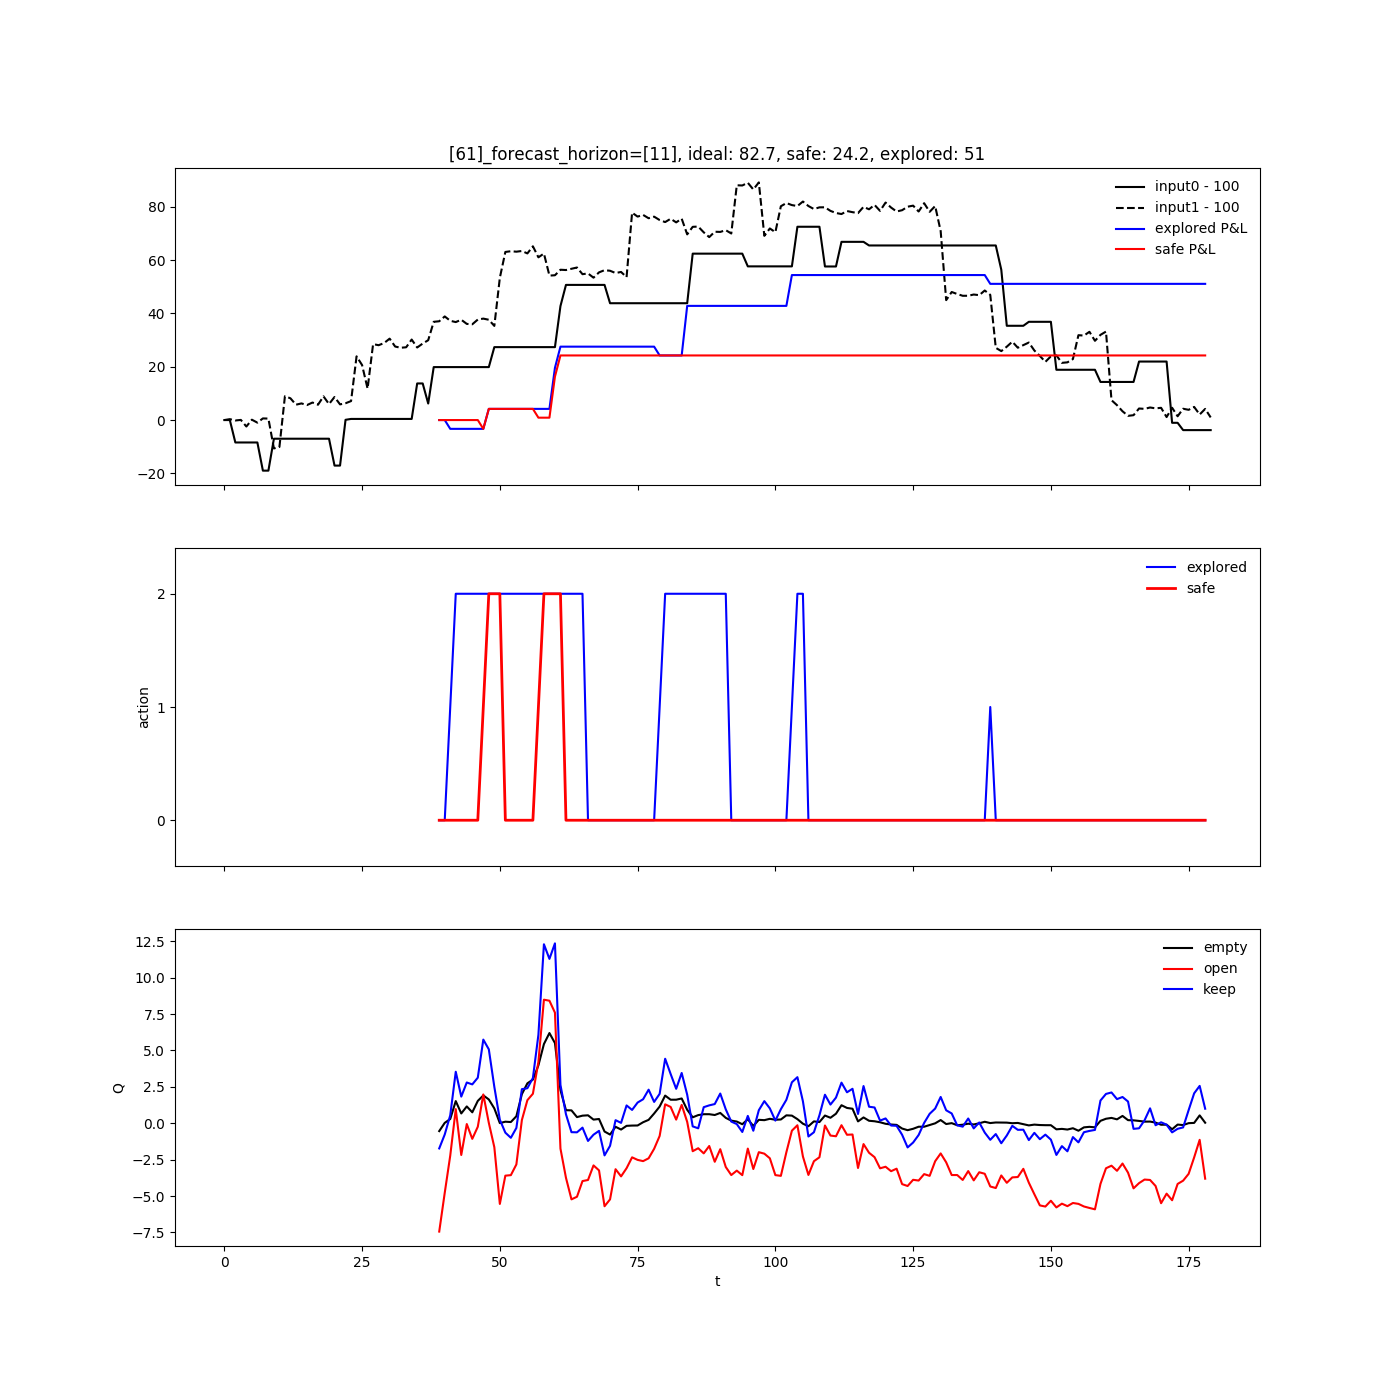 [61]_forecast_horizon=[11], ideal: 82.7, safe: 24.2, explored: 51
80
60
40
20
0
−20
input0 - 100
input1 - 100
explored P&L
safe P&L
action
2
1
0
explored
safe
Q
12.5
10.0
7.5
5.0
2.5
0.0
−2.5
−5.0
−7.5
empty
open
keep
0 25 50 75 100 125 150 175
t